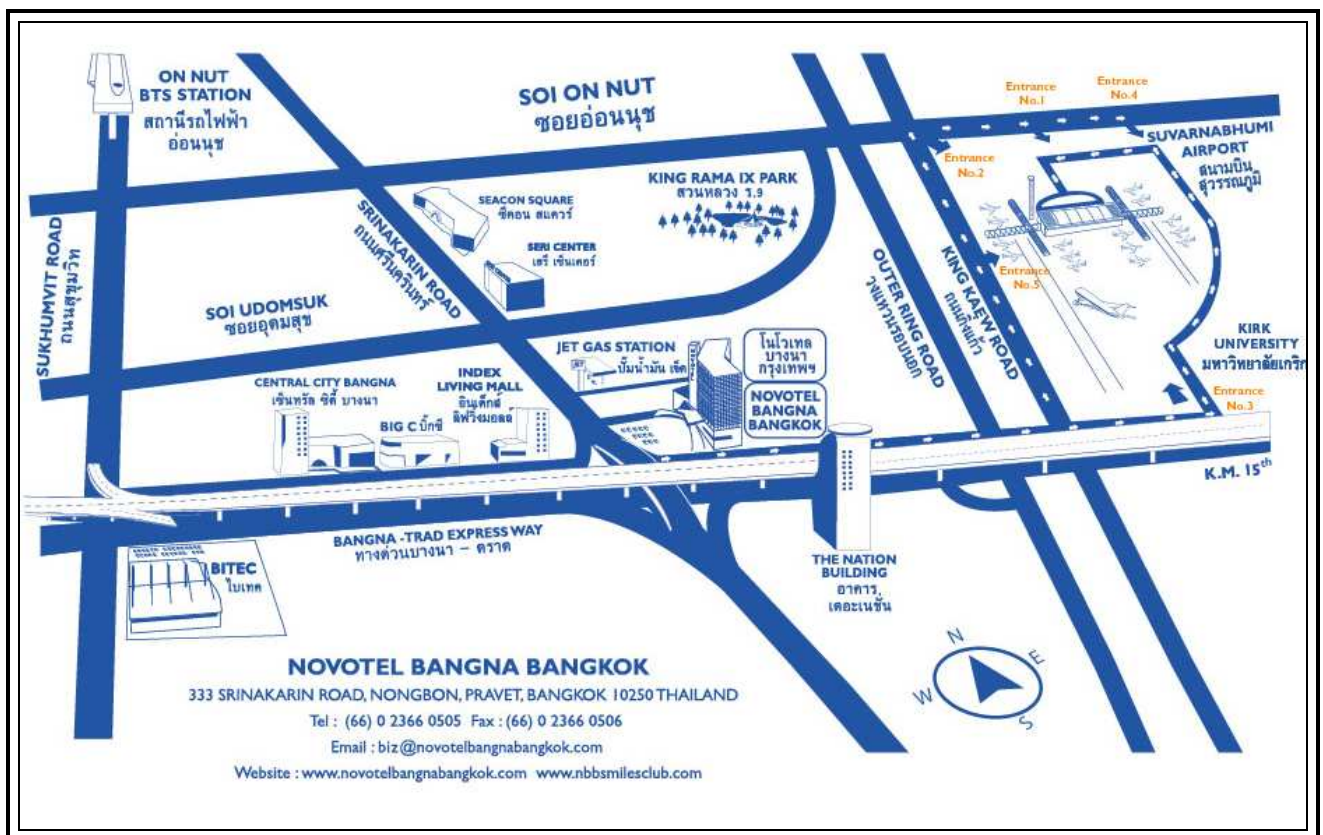 ON NUT
BTS STATION
สถานีรถไฟฟ้า
อ่อนนุช
SOI ON NUT
ซอยอ่อนนุช
Entrance
No.1
Entrance
No.4
SUVARNABHUMI
AIRPORT
สนามบิน
สุวรรณภูมิ
Entrance
No.2
KING RAMA IX PARK
สวนหลวง ร.9
SEACON SQUARE
ซีคอน สแควร์
SERI CENTER
เสรี เซ็นเตอร์
SUKHUMVIT ROAD
ถนนสุขุมวิท
SRINAKARIN ROAD
ถนนศรีนครินทร์
OUTER RING ROAD
วงแหวนรอบนอก
KING KAEW ROAD
ถนนกิ่งแก้ว
Entrance
No.5
SOI UDOMSUK
ซอยอุดมสุข
KIRK
UNIVERSITY
มหาวิทยาลัยเกริก
Entrance
No.3
JET GAS STATION
ปั๊มน้ำมัน เจ็ต
JET
HOTEL
โนโวเทล
บางนา
กรุงเทพฯ
NOVOTEL
BANGNA
BANGKOK
CENTRAL CITY BANGNA
เซ็นทรัล ซิตี้ บางนา
BIG C บิ๊กซี
INDEX
LIVING MALL
อินเด็กส์
ลิฟวิ่งมอลล์
K.M. 15th
BANGNA -TRAD EXPRESS WAY
ทางด่วนบางนา – ตราด
BITEC
ไบเทค
THE NATION
BUILDING
อาคาร
เดอะเนชั่น
N
E
W
S
NOVOTEL BANGNA BANGKOK
333 SRINAKARIN ROAD, NONGBON, PRAVET, BANGKOK 10250 THAILAND
Tel : (66) 0 2366 0505 Fax : (66) 0 2366 0506
Email : biz@novotelbangnabangkok.com
Website : www.novotelbangnabangkok.com www.nbbsmilesclub.com